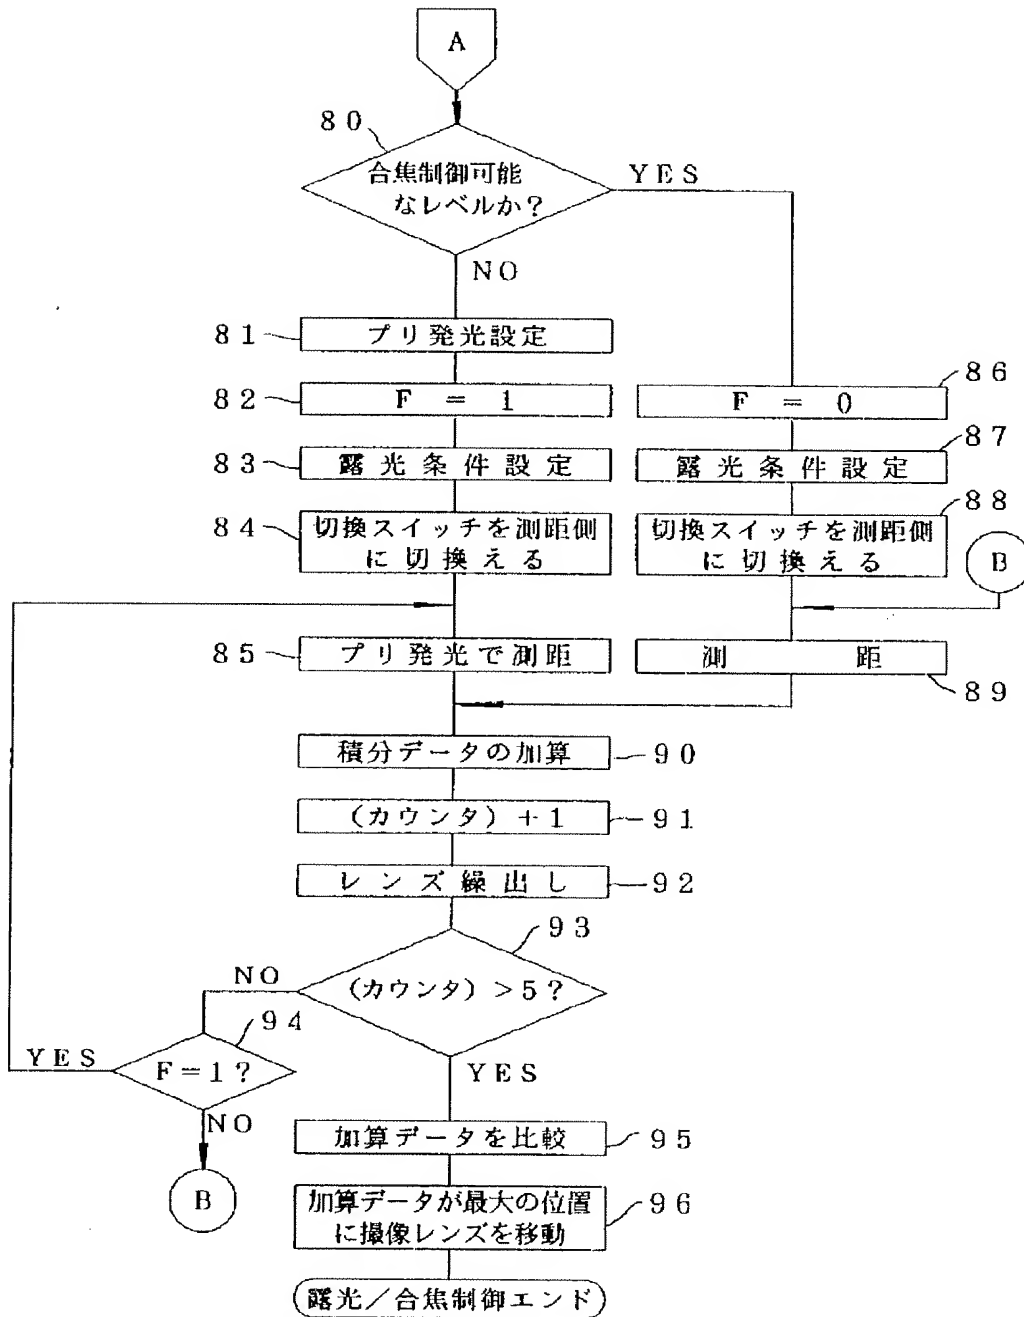 A
80
合焦制御可能
なレベルか?
YES
NO
81
プリ発光設定
82
F = 1
86
F = 0
83
露光条件設定
87
露光条件設定
84
切換スイッチを測距側
に切換える
88
切換スイッチを測距側
に切換える
B
85
プリ発光で測距
測距
89
積分データの加算
90
(カウンタ)+1
91
レンズ繰出し
92
93
(カウンタ)>5?
NO
94
YES
F=1?
YES
NO
B
加算データを比較
95
加算データが最大の位置
に撮像レンズを移動
96
露光/合焦制御エンド